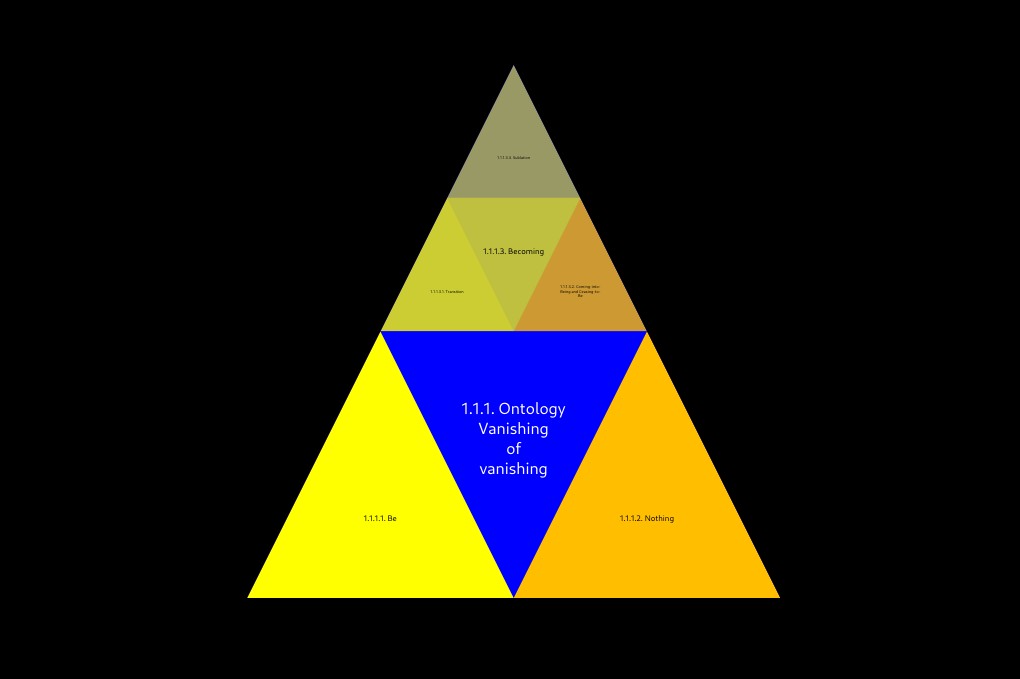 1.1.1.3.3. Sublation
1.1.1.3. Becoming
1.1.1.3.1. Transition
1.1.1.3.2. Coming-into-
Being and Ceasing-to-
Be
1.1.1. Ontology
Vanishing
of
vanishing
1.1.1.1. Be
1.1.1.2. Nothing